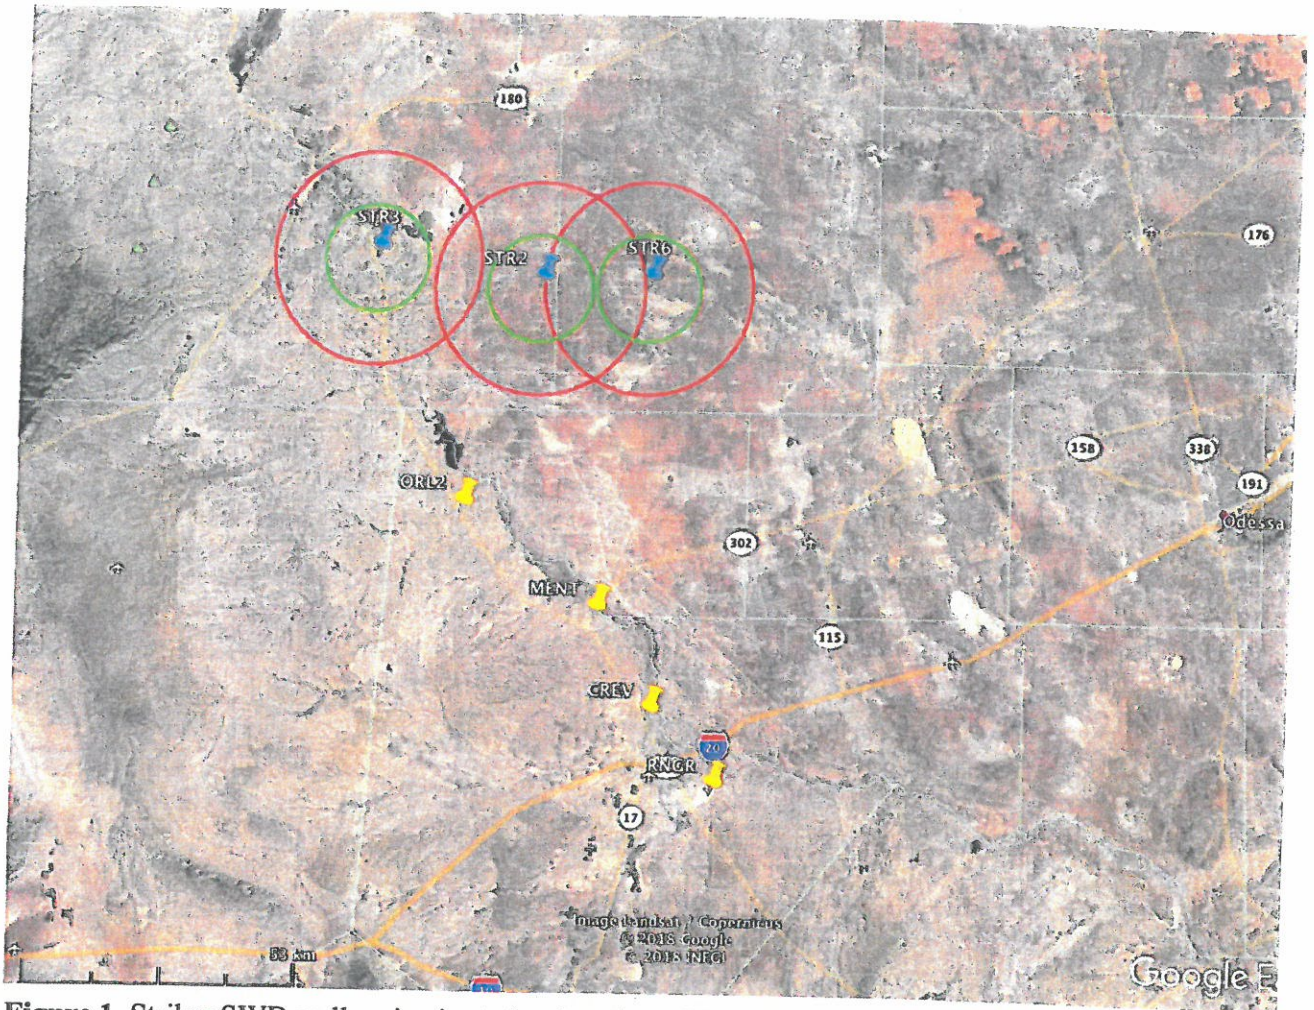 180
STR3
176
STR2
STR6
158
338
191
ORL2
Odessa
302
MENT
115
CREV
20
RNGR
17
Image Landsat / Copernicus
© 2018 Google
© 2018 INEGI
53 km
10
Google E